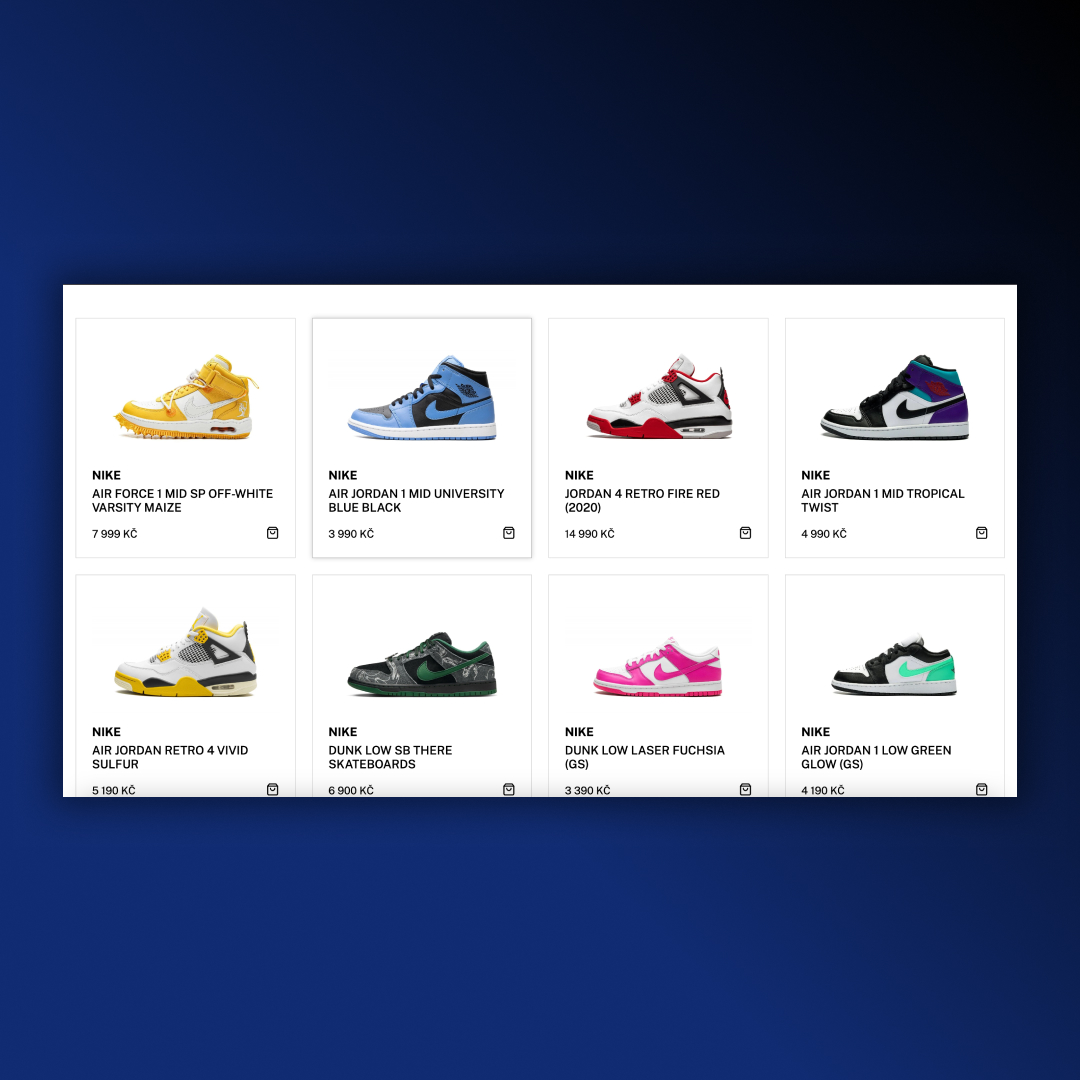 NIKE
AIR FORCE 1 MID SP OFF-WHITE
VARSITY MAIZE
7 999 KČ
NIKE
AIR JORDAN 1 MID UNIVERSITY
BLUE BLACK
3 990 KČ
NIKE
JORDAN 4 RETRO FIRE RED
(2020)
14 990 KČ
NIKE
AIR JORDAN 1 MID TROPICAL
TWIST
4 990 KČ
NIKE
AIR JORDAN RETRO 4 VIVID
SULFUR
5 190 KČ
NIKE
DUNK LOW SB THERE
SKATEBOARDS
6 900 KČ
NIKE
DUNK LOW LASER FUCHSIA
(GS)
3 390 KČ
NIKE
AIR JORDAN 1 LOW GREEN
GLOW (GS)
4 190 KČ